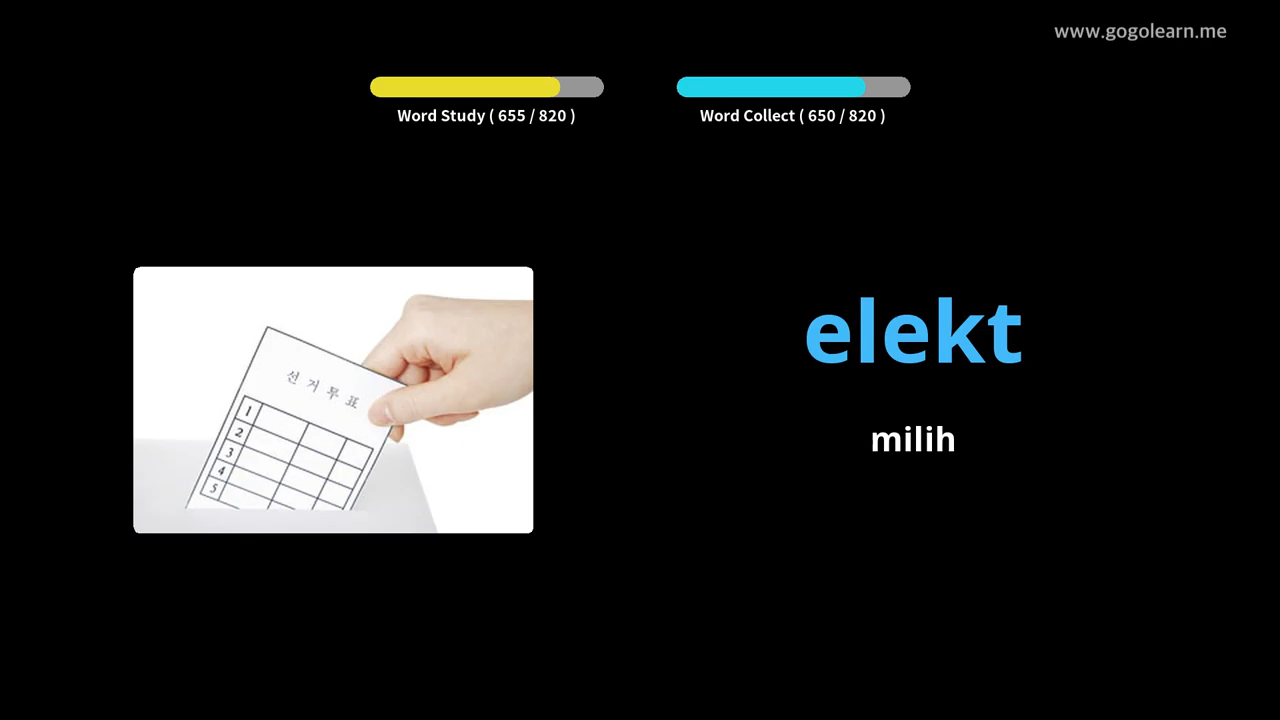 www.gogolearn.me
Word Study ( 655 / 820 )
Word Collect ( 650 / 820 )
elekt
milih
선거투표
1
2
3
4
5